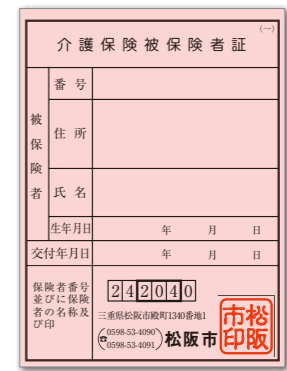 (一)
介護保険被保険者証
被保険者
番号
住所
氏名
生年月日 年 月 日
交付年月日 年 月 日
保険者番号
並びに保険
者の名称及
び印
242040
三重県松阪市殿町1340番地1
☎(0598-53-4090
0598-53-4091)松阪市
松阪市印